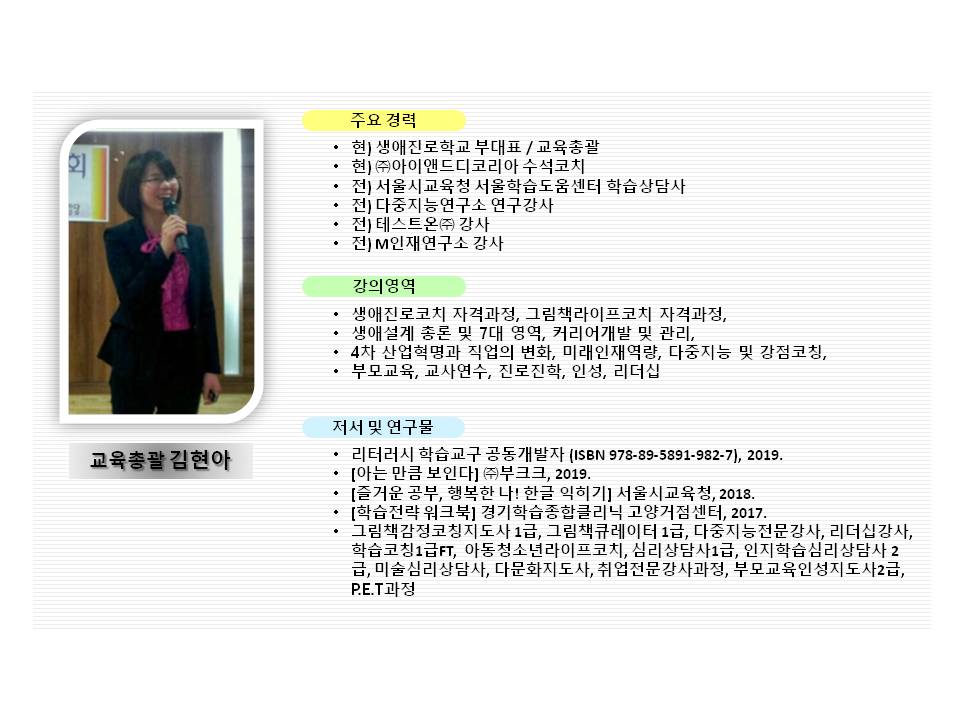 회
주요 경력
• 현) 생애진로학교 부대표 / 교육총괄
• 현) ㈜아이앤드디코리아 수석코치
• 전) 서울시교육청 서울학습도움센터 학습상담사
• 전) 다중지능연구소 연구강사
• 전) 테스트온㈜ 강사
• 전) M인재연구소 강사
강의영역
• 생애진로코치 자격과정, 그림책라이프코치 자격과정,
• 생애설계 총론 및 7대 영역, 커리어개발 및 관리,
• 4차 산업혁명과 직업의 변화, 미래인재역량, 다중지능 및 강점코칭,
• 부모교육, 교사연수, 진로진학, 인성, 리더십
교육총괄 김현아
저서 및 연구물
• 리터러시 학습교구 공동개발자 (ISBN 978-89-5891-982-7), 2019.
• [아는 만큼 보인다] ㈜부크크, 2019.
• [즐거운 공부, 행복한 나! 한글 익히기] 서울시교육청, 2018.
• [학습전략 워크북] 경기학습종합클리닉 고양거점센터, 2017.
• 그림책감정코칭지도사 1급, 그림책큐레이터 1급, 다중지능전문강사, 리더십강사,
학습코칭1급FT, 아동청소년라이프코치, 심리상담사1급, 인지학습심리상담사 2
급, 미술심리상담사, 다문화지도사, 취업전문강사과정, 부모교육인성지도사2급,
P.E.T과정